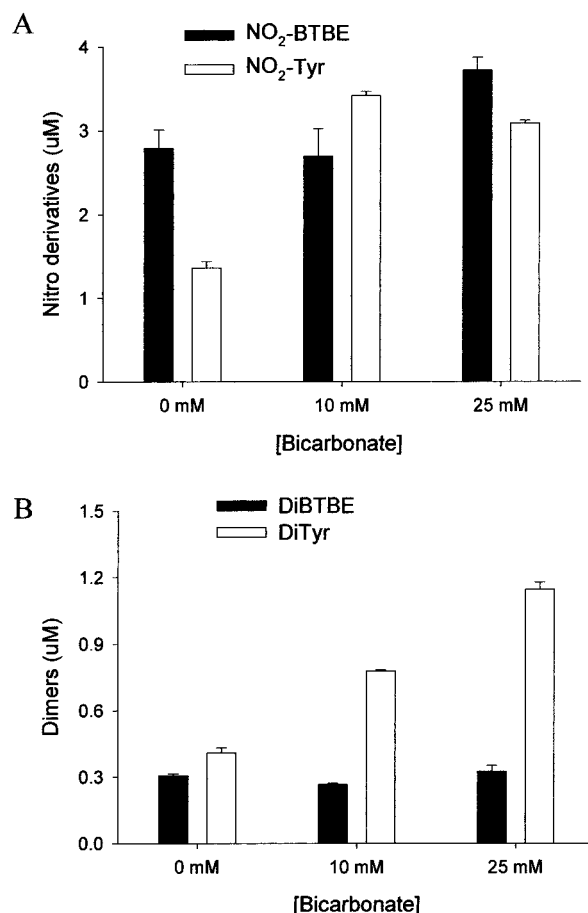 A
NO₂-BTBE
NO₂-Tyr
Nitro derivatives (uM)
4
3
2
1
0
0 mM 10 mM 25 mM
[Bicarbonate]
B
DiBTBE
DiTyr
Dimers (uM)
1.5
1.2
0.9
0.6
0.3
0.0
0 mM 10 mM 25 mM
[Bicarbonate]